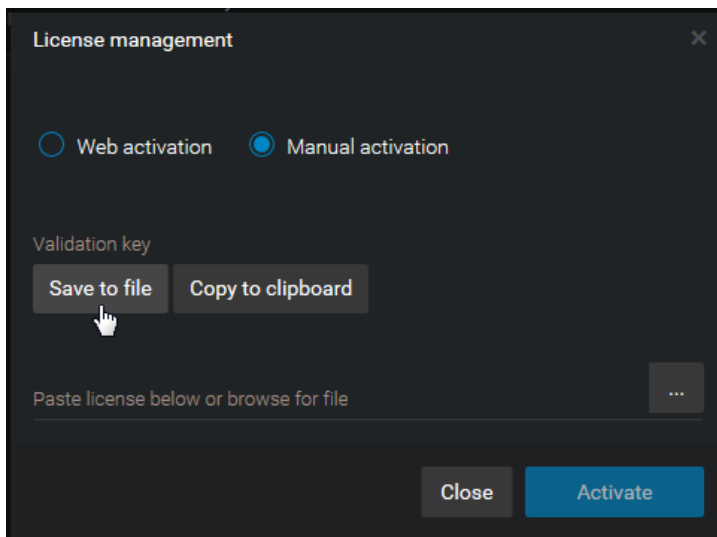 License management
Web activation Manual activation
Validation key
Save to file Copy to clipboard
Paste license below or browse for file ...
Close Activate